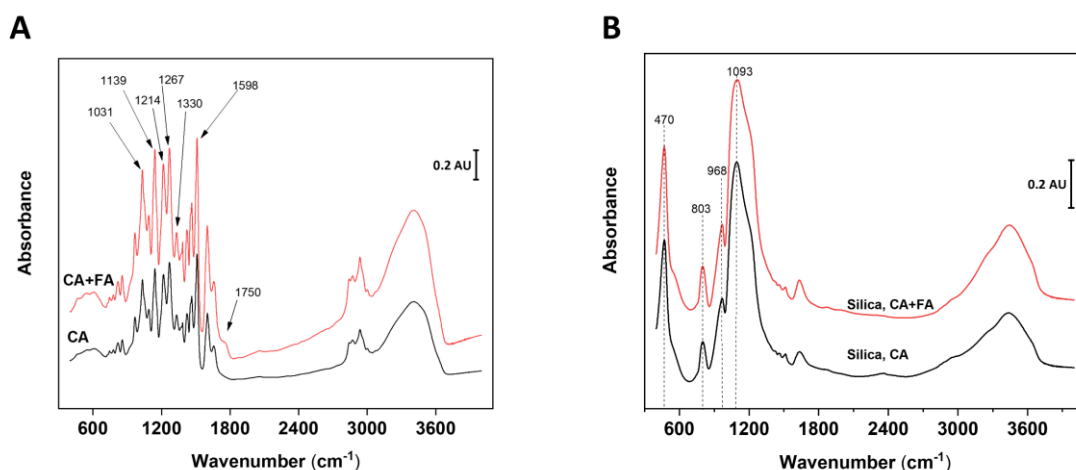 A
1139
1267
1214
1330
1598
1031
0.2 AU
CA+FA
1750
CA
Absorbance
600 1200 1800 2400 3000 3600
Wavenumber (cm-1)
B
1093
470
968
803
0.2 AU
Silica, CA+FA
Silica, CA
Absorbance
600 1200 1800 2400 3000 3600
Wavenumber (cm-1)